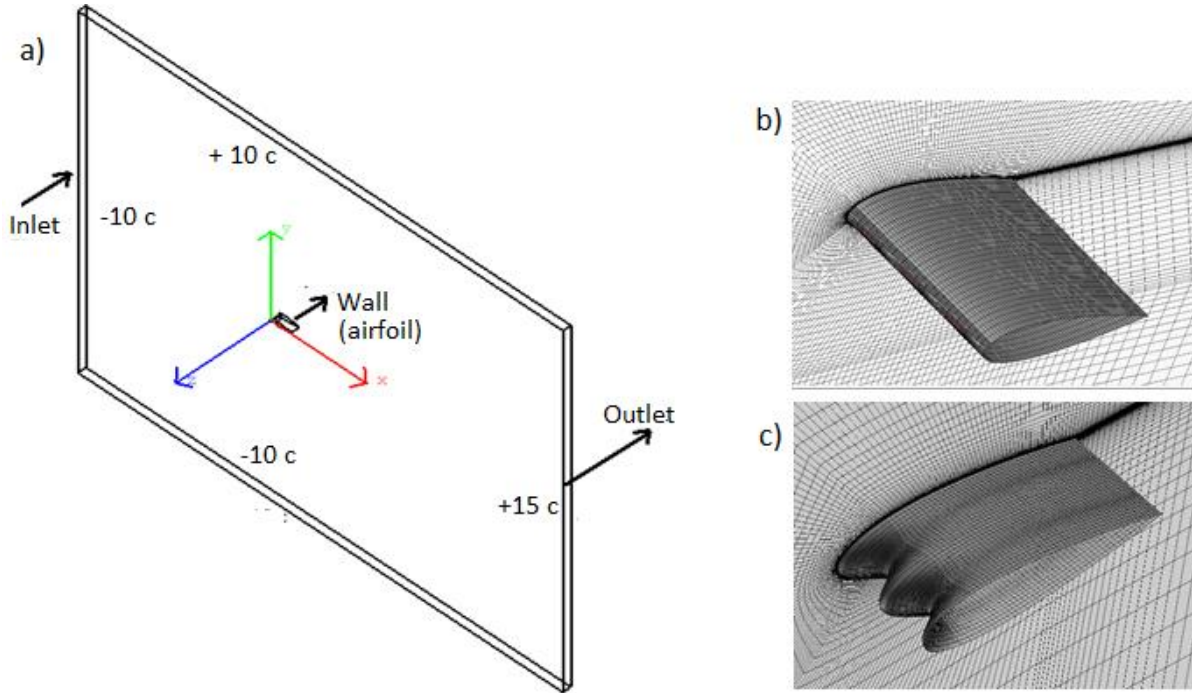 a)
+ 10 c
Inlet
-10 c
y
Wall
(airfoil)
z
x
-10 c
Outlet
+15 c
b)
c)